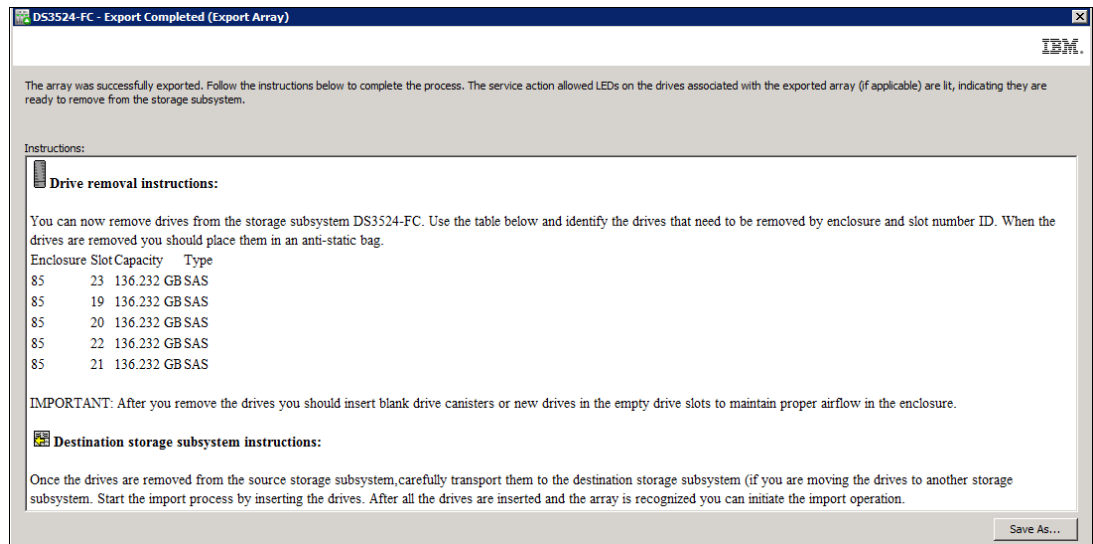 DS3524-FC - Export Completed (Export Array)
IBM.
The array was successfully exported. Follow the instructions below to complete the process. The service action allowed LEDs on the drives associated with the exported array (if applicable) are lit, indicating they are
ready to remove from the storage subsystem.
Instructions:
Drive removal instructions:
You can now remove drives from the storage subsystem DS3524-FC. Use the table below and identify the drives that need to be removed by enclosure and slot number ID. When the
drives are removed you should place them in an anti-static bag.
Enclosure Slot Capacity Type
85 23 136.232 GB SAS
85 19 136.232 GB SAS
85 20 136.232 GB SAS
85 22 136.232 GB SAS
85 21 136.232 GB SAS
IMPORTANT: After you remove the drives you should insert blank drive canisters or new drives in the empty drive slots to maintain proper airflow in the enclosure.
Destination storage subsystem instructions:
Once the drives are removed from the source storage subsystem,carefully transport them to the destination storage subsystem (if you are moving the drives to another storage
subsystem. Start the import process by inserting the drives. After all the drives are inserted and the array is recognized you can initiate the import operation.
Save As...